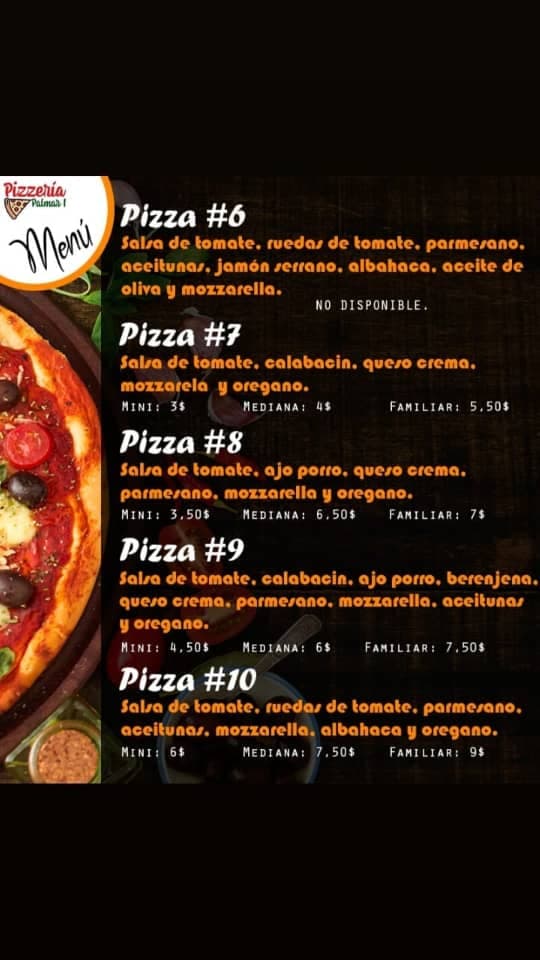 Pizzería
Palmar 1
Menú
Pizza #6
Salsa de tomate, ruedas de tomate, parmesano,
aceitunas, jamón serrano, albahaca, aceite de
oliva y mozzarella.
NO DISPONIBLE.
Pizza #7
Salsa de tomate, calabacin, queso crema,
mozzarela y oregano.
MINI: 3$ MEDIANA: 4$ FAMILIAR: 5,50$
Pizza #8
Salsa de tomate, ajo porro, queso crema,
parmesano, mozzarella y oregano.
MINI: 3,50$ MEDIANA: 6,50$ FAMILIAR: 7$
Pizza #9
Salsa de tomate, calabacin, ajo porro, berenjena,
queso crema, parmesano, mozzarella, aceitunas
y oregano.
MINI: 4,50$ MEDIANA: 6$ FAMILIAR: 7,50$
Pizza #10
Salsa de tomate, ruedas de tomate, parmesano,
aceitunas, mozzarella, albahaca y oregano.
MINI: 6$ MEDIANA: 7,50$ FAMILIAR: 9$